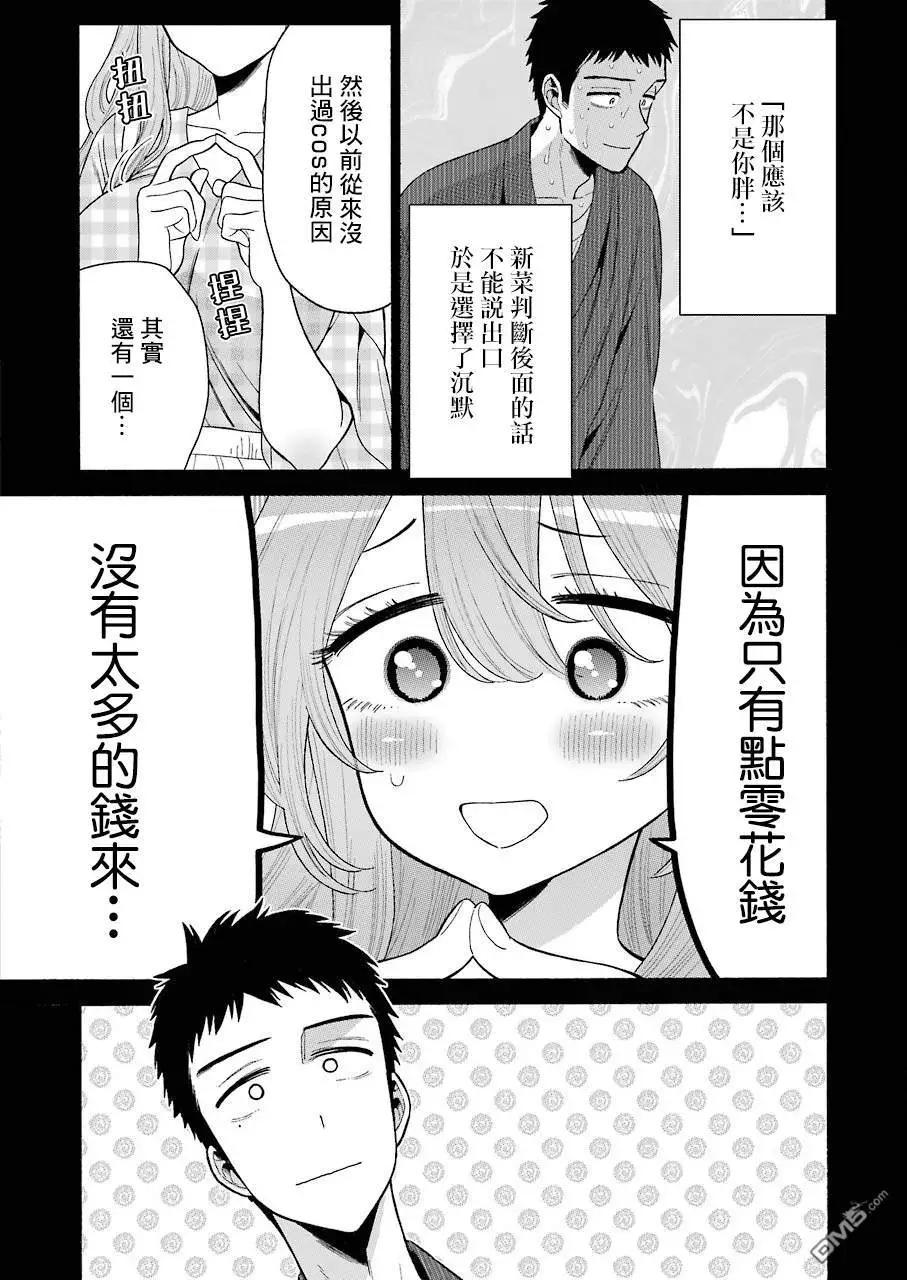 「那個應該
不是你胖…」
新菜判斷後面的話
不能說出口
於是選擇了沉默
然後以前從來沒
出過cos的原因
扭扭
捏捏
其實
還有一個…
因為只有點零花錢
沒有太多的錢來…
DM5.com